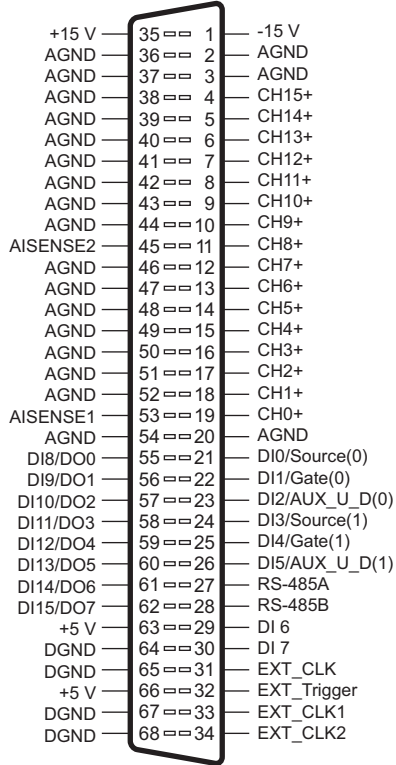 +15 V 35 1 -15 V
AGND 36 2 AGND
AGND 37 3 AGND
AGND 38 4 CH15+
AGND 39 5 CH14+
AGND 40 6 CH13+
AGND 41 7 CH12+
AGND 42 8 CH11+
AGND 43 9 CH10+
AGND 44 10 CH9+
AISENSE2 45 11 CH8+
AGND 46 12 CH7+
AGND 47 13 CH6+
AGND 48 14 CH5+
AGND 49 15 CH4+
AGND 50 16 CH3+
AGND 51 17 CH2+
AGND 52 18 CH1+
AISENSE1 53 19 CH0+
AGND 54 20 AGND
DI8/DO0 55 21 DI0/Source(0)
DI9/DO1 56 22 DI1/Gate(0)
DI10/DO2 57 23 DI2/AUX_U_D(0)
DI11/DO3 58 24 DI3/Source(1)
DI12/DO4 59 25 DI4/Gate(1)
DI13/DO5 60 26 DI5/AUX_U_D(1)
DI14/DO6 61 27 RS-485A
DI15/DO7 62 28 RS-485B
+5 V 63 29 DI 6
DGND 64 30 DI 7
DGND 65 31 EXT_CLK
+5 V 66 32 EXT_Trigger
DGND 67 33 EXT_CLK1
DGND 68 34 EXT_CLK2